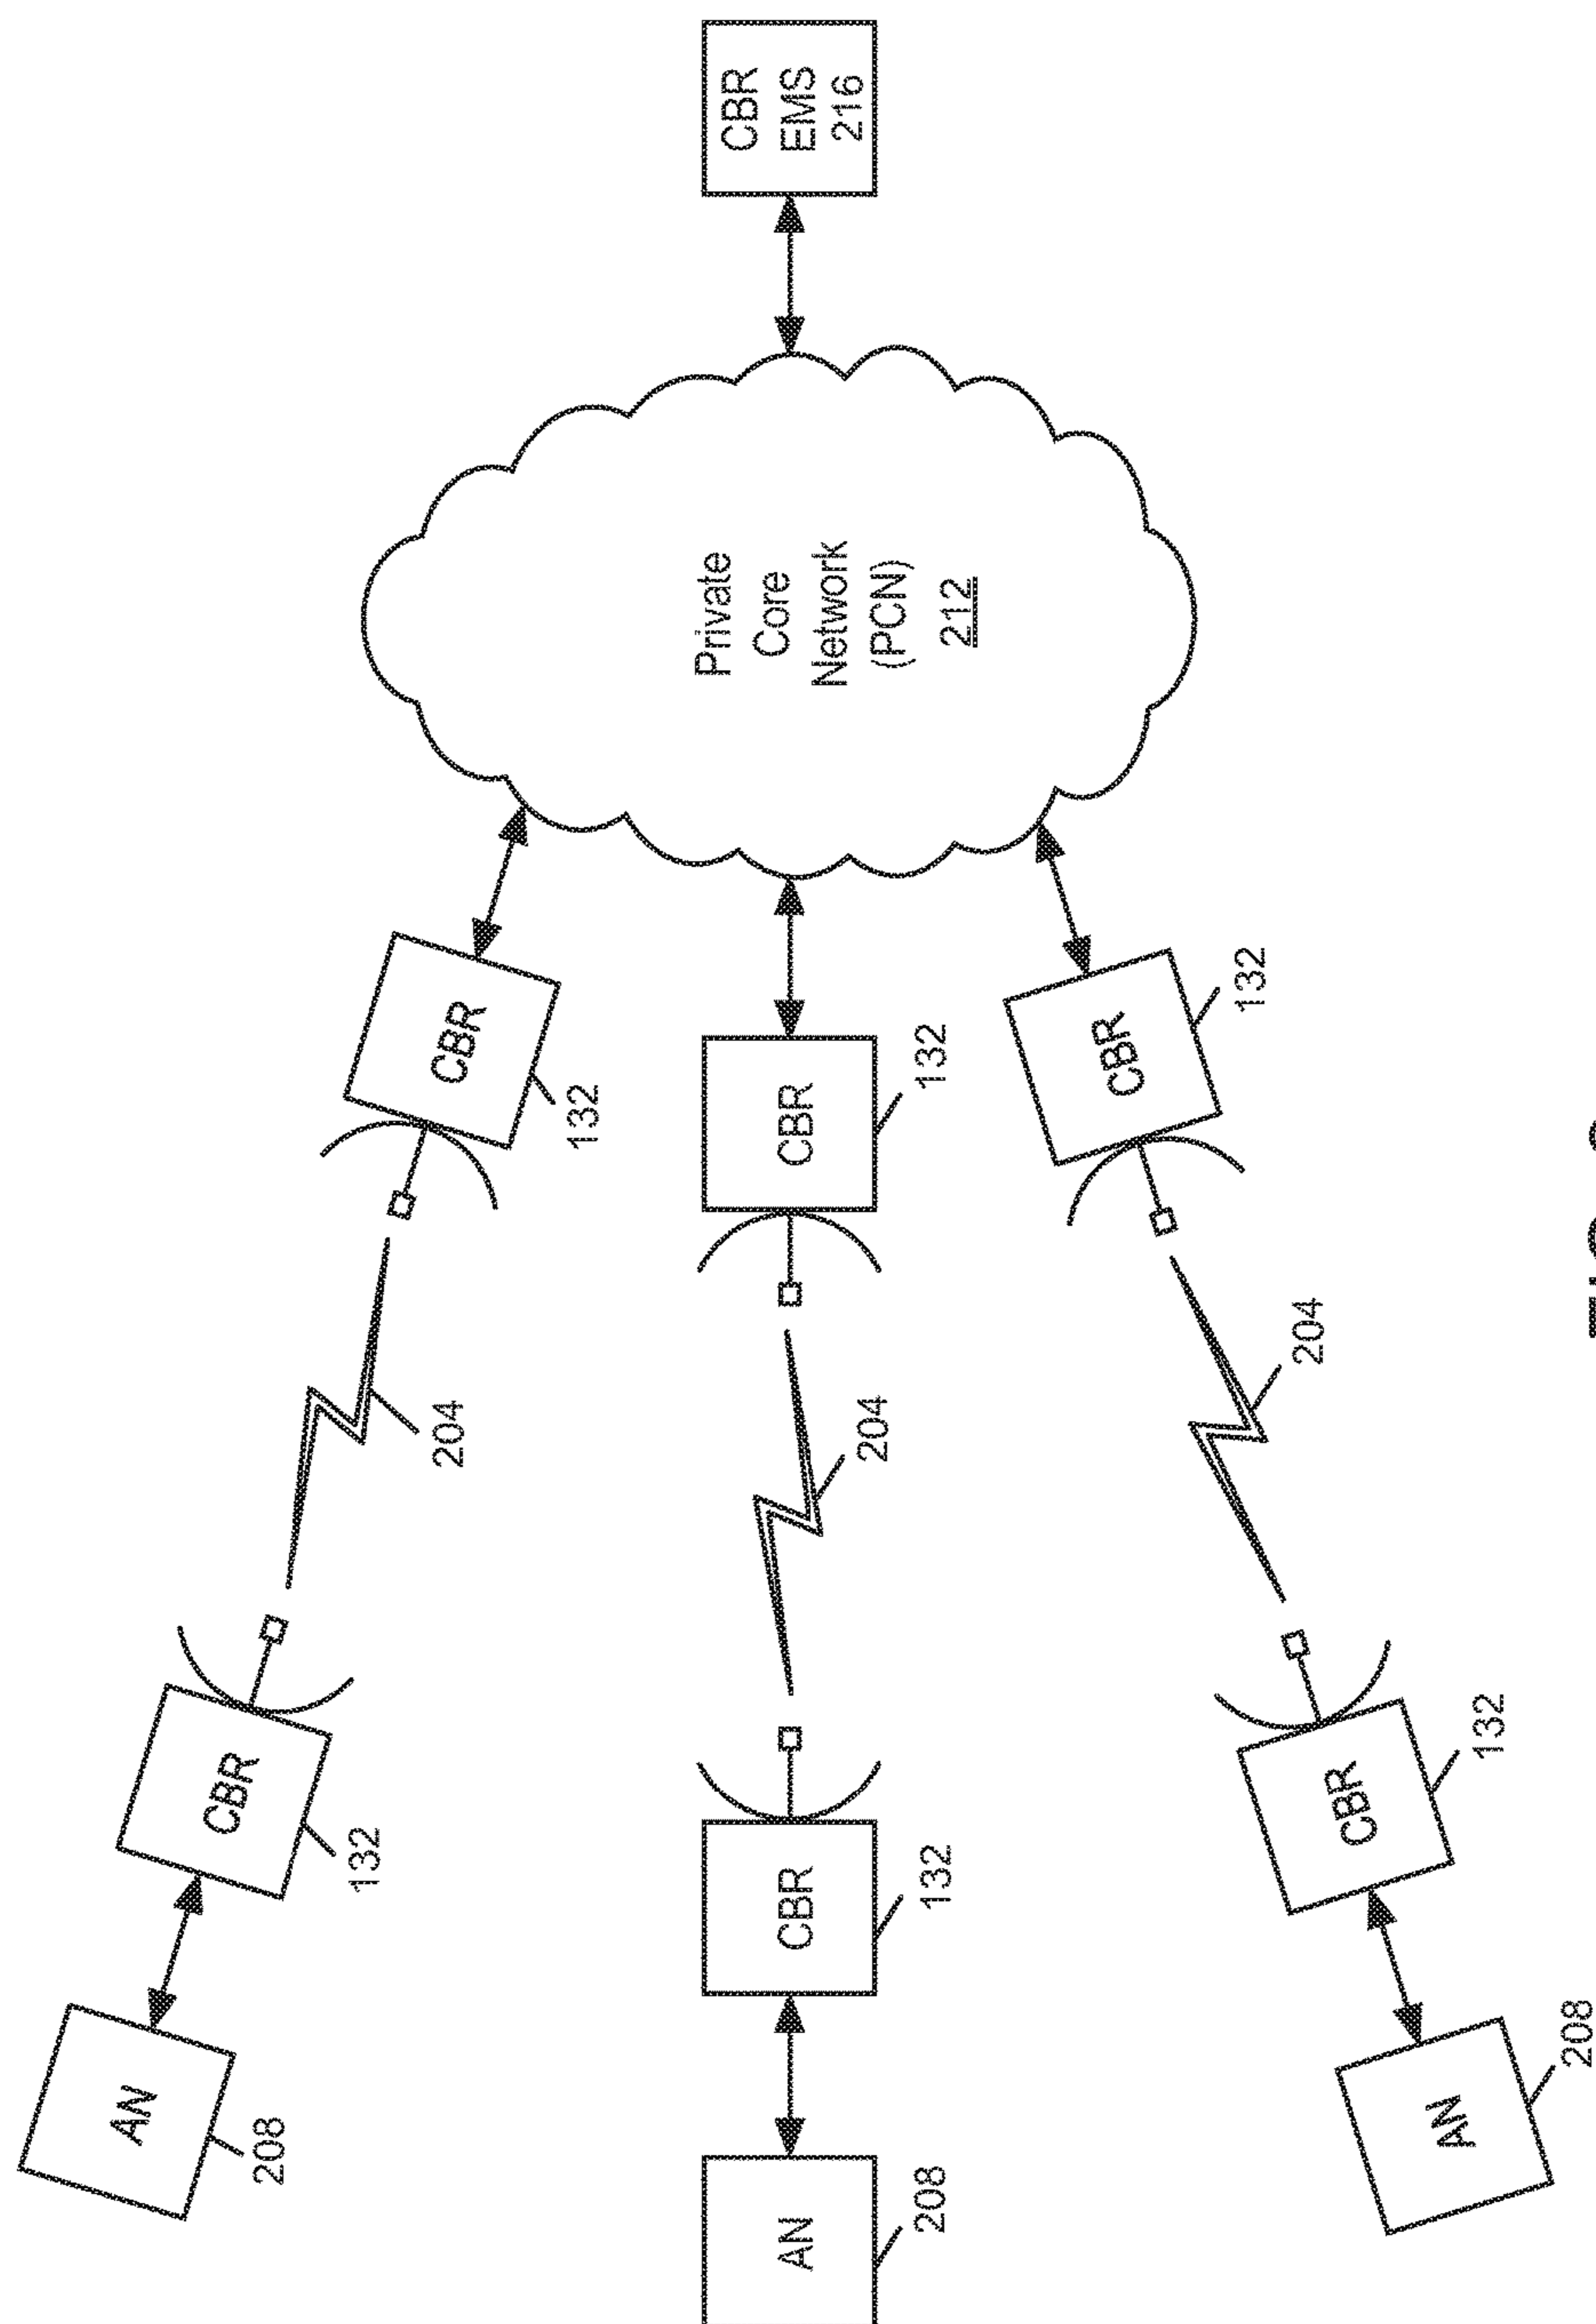 AN
208
CBR
132
204
CBR
132
AN
208
CBR
132
204
CBR
132
Private
Core
Network
(PCN)
212
CBR
EMS
216
AN
208
CBR
132
204
CBR
132